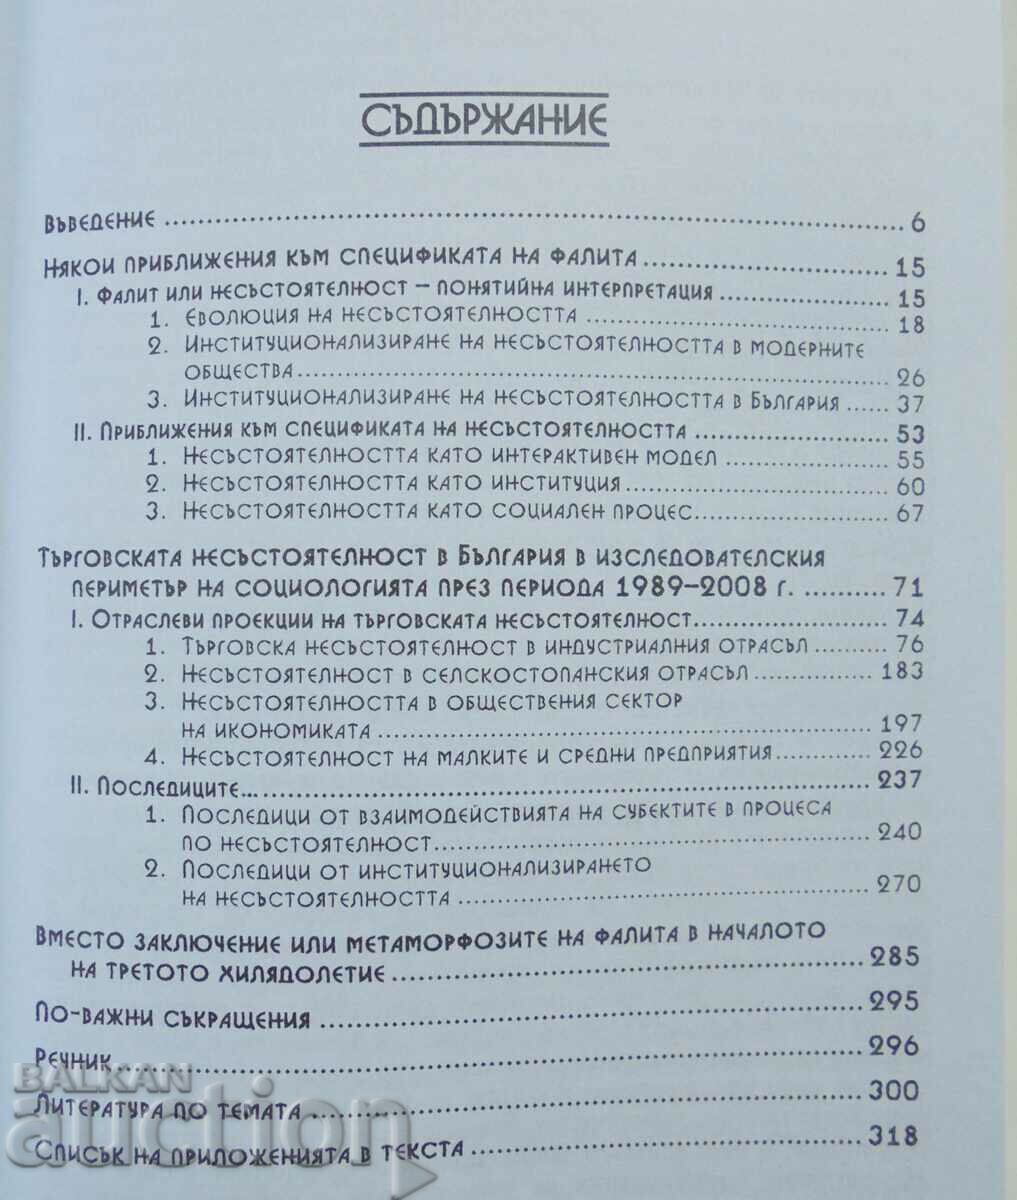 СЪДЪРЖАНИЕ
Въведение ........ 6
Някои приближения към спецификата на фалита ........ 15
I. Фалит или несъстоятелност – понятийна интерпретация ........ 15
1. Еволюция на несъстоятелността ........ 18
2. Институционализиране на несъстоятелността в модерните
общества ........ 26
3. Институционализиране на несъстоятелността в България ...... 37
II. Приближения към спецификата на несъстоятелността ........ 53
1. Несъстоятелността като интерактивен модел ........ 55
2. Несъстоятелността като институция ........ 60
3. Несъстоятелността като социален процес ........ 67
Търговската несъстоятелност в България в изследователския
периметър на социологията през периода 1989–2008 г. ........ 71
I. Отраслеви проекции на търговската несъстоятелност ........ 74
1. Търговска несъстоятелност в индустриалния отрасъл ........ 76
2. Несъстоятелност в селскостопанския отрасъл ........ 183
3. Несъстоятелността в обществения сектор
на икономиката ........ 197
4. Несъстоятелност на малките и средни предприятия ........ 226
II. Последиците ........ 237
1. Последици от взаимодействията на субектите в процеса
по несъстоятелност ........ 240
2. Последици от институционализирането
на несъстоятелността ........ 270
Вместо заключение или метаморфозите на фалита в началото
на третото хилядолетие ........ 285
По-важни съкращения ........ 295
Речник ........ 296
Литература по темата ........ 300
Списък на приложенията в текста ........ 318
BALKAN
auction